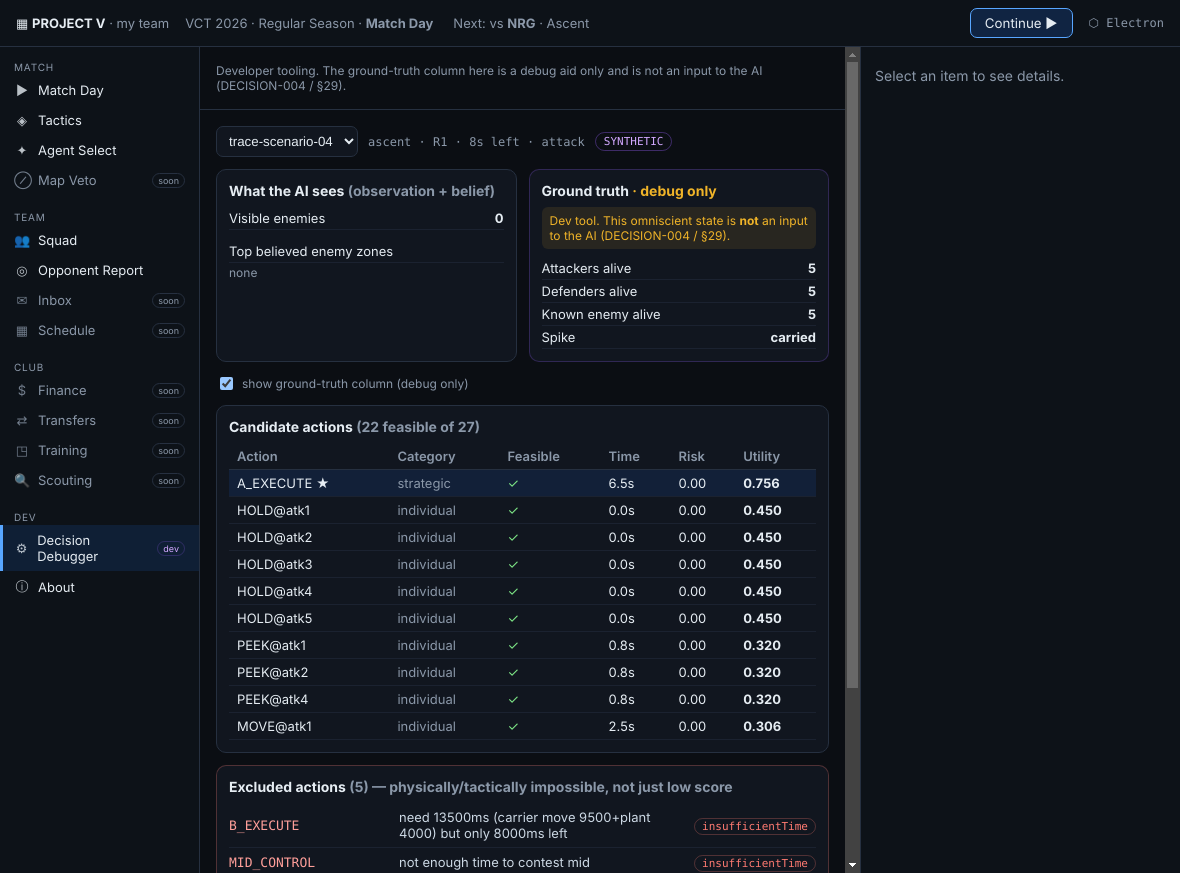 PROJECT V · my team
VCT 2026 · Regular Season · Match Day
Next: vs NRG · Ascent
Continue ▶
Electron
MATCH
Match Day
Tactics
Agent Select
Map Veto soon
TEAM
Squad
Opponent Report
Inbox soon
Schedule soon
CLUB
Finance soon
Transfers soon
Training soon
Scouting soon
DEV
Decision
Debugger dev
About
Developer tooling. The ground-truth column here is a debug aid only and is not an input to the AI
(DECISION-004 / §29).
trace-scenario-04 ascent · R1 · 8s left · attack SYNTHETIC
What the AI sees (observation + belief)
Visible enemies 0
Top believed enemy zones
none
Ground truth · debug only
Dev tool. This omniscient state is not an input
to the AI (DECISION-004 / §29).
Attackers alive 5
Defenders alive 5
Known enemy alive 5
Spike carried
show ground-truth column (debug only)
Candidate actions (22 feasible of 27)
Action Category Feasible Time Risk Utility
A_EXECUTE ★ strategic ✓ 6.5s 0.00 0.756
HOLD@atk1 individual ✓ 0.0s 0.00 0.450
HOLD@atk2 individual ✓ 0.0s 0.00 0.450
HOLD@atk3 individual ✓ 0.0s 0.00 0.450
HOLD@atk4 individual ✓ 0.0s 0.00 0.450
HOLD@atk5 individual ✓ 0.0s 0.00 0.450
PEEK@atk1 individual ✓ 0.8s 0.00 0.320
PEEK@atk2 individual ✓ 0.8s 0.00 0.320
PEEK@atk4 individual ✓ 0.8s 0.00 0.320
MOVE@atk1 individual ✓ 2.5s 0.00 0.306
Excluded actions (5) — physically/tactically impossible, not just low score
B_EXECUTE need 13500ms (carrier move 9500+plant
4000) but only 8000ms left insufficientTime
MID_CONTROL not enough time to contest mid insufficientTime
Select an item to see details.